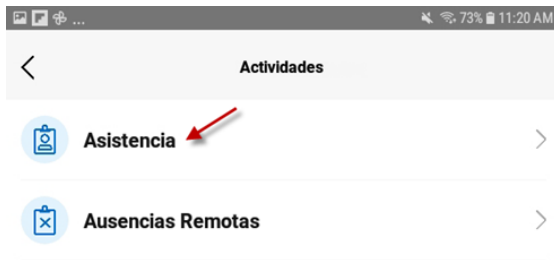 ... 73% 11:20 AM
Actividades
Asistencia
Ausencias Remotas